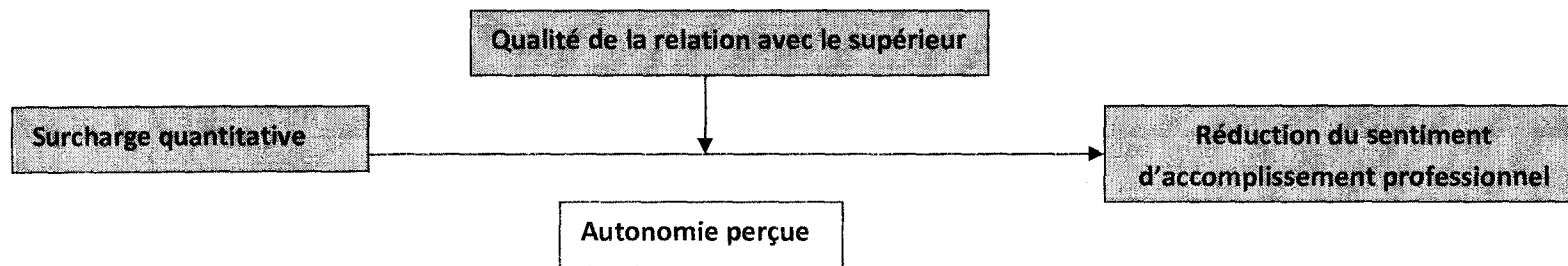 Qualité de la relation avec le supérieur
Surcharge quantitative
Réduction du sentiment
d'accomplissement professionnel
Autonomie perçue